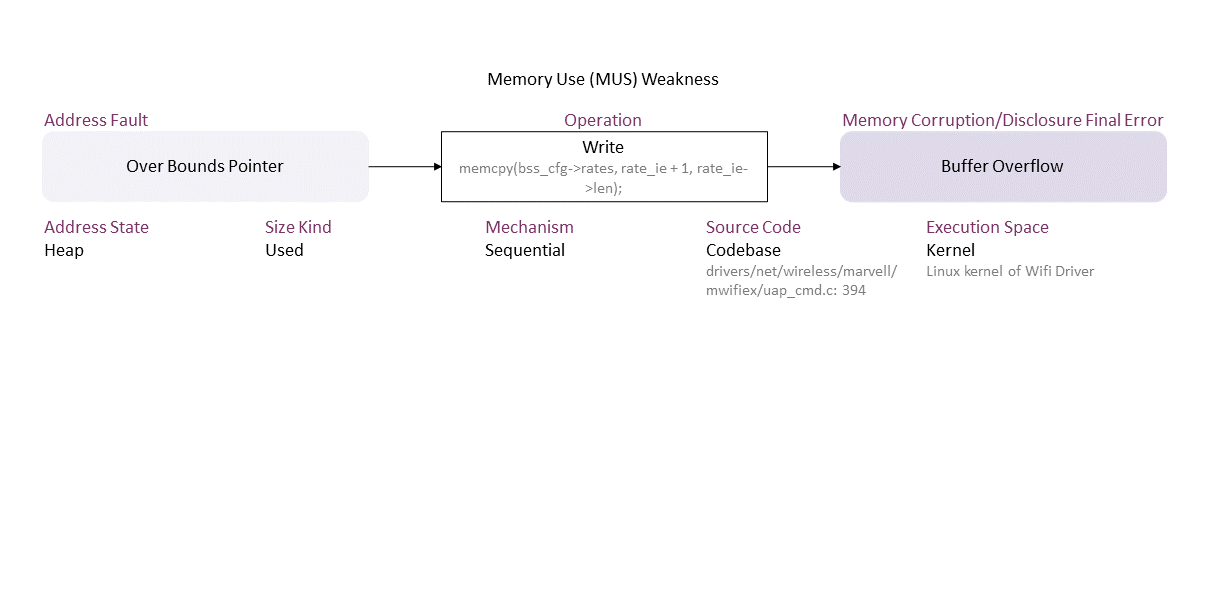 Memory Use (MUS) Weakness
Address Fault
Operation
Memory Corruption/Disclosure Final Error
Over Bounds Pointer
Write
memcpy(bss_cfg->rates, rate_ie + 1, rate_ie-
>len);
Buffer Overflow
Address State
Heap
Size Kind
Used
Mechanism
Sequential
Source Code
Codebase
drivers/net/wireless/marvell/
mwifiex/uap_cmd.c: 394
Execution Space
Kernel
Linux kernel of Wifi Driver